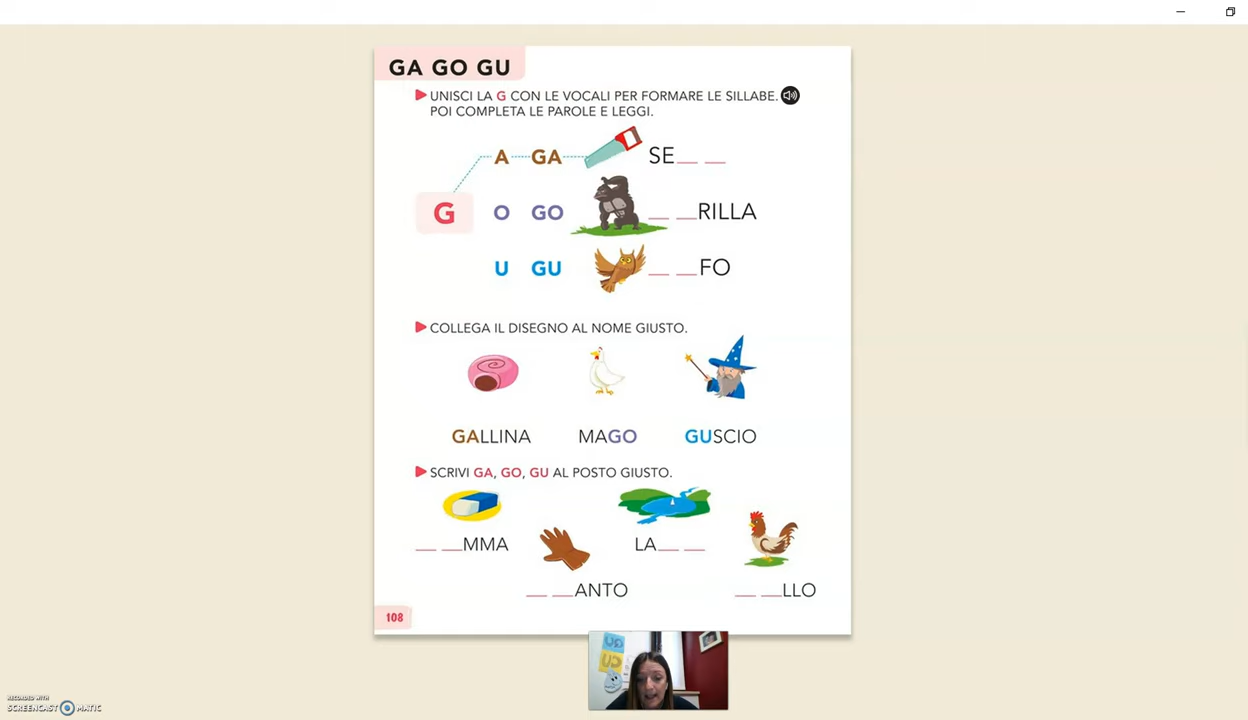 GA GO GU
UNISCI LA G CON LE VOCALI PER FORMARE LE SILLABE.
POI COMPLETA LE PAROLE E LEGGI.
A GA SE__ __
G O GO __ __RILLA
U GU __ __FO
COLLEGA IL DISEGNO AL NOME GIUSTO.
GALLINA MAGO GUSCIO
SCRIVI GA, GO, GU AL POSTO GIUSTO.
__ __MMA LA__ __
__ __ANTO __ __LLO
108
RECORDED WITH
SCREENCAST MATIC